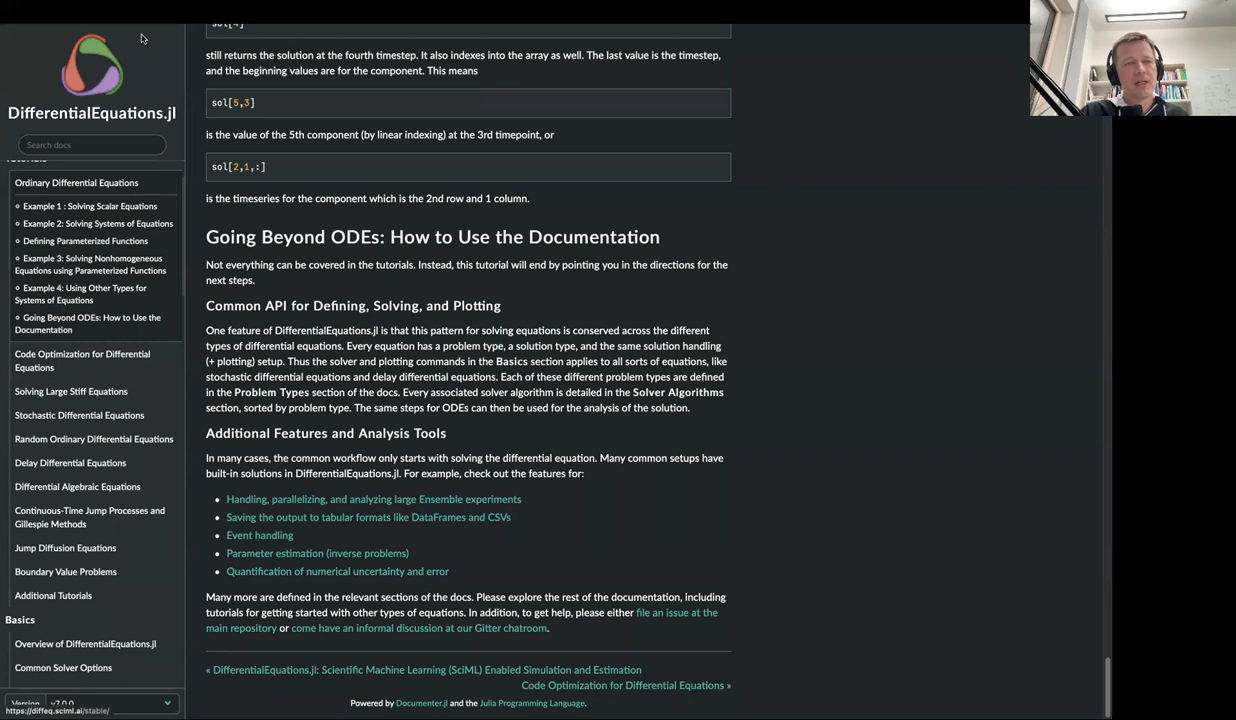 DifferentialEquations.jl
Search docs
Tutorials
Ordinary Differential Equations
Example 1 : Solving Scalar Equations
Example 2: Solving Systems of Equations
Defining Parameterized Functions
Example 3: Solving Nonhomogeneous
Equations using Parameterized Functions
Example 4: Using Other Types for
Systems of Equations
Going Beyond ODEs: How to Use the
Documentation
Code Optimization for Differential
Equations
Solving Large Stiff Equations
Stochastic Differential Equations
Random Ordinary Differential Equations
Delay Differential Equations
Differential Algebraic Equations
Continuous-Time Jump Processes and
Gillespie Methods
Jump Diffusion Equations
Boundary Value Problems
Additional Tutorials
Basics
Overview of DifferentialEquations.jl
Common Solver Options
Version v7.0.0
https://diffeq.sciml.ai/stable/
sol[4]
still returns the solution at the fourth timestep. It also indexes into the array as well. The last value is the timestep,
and the beginning values are for the component. This means
sol[5,3]
is the value of the 5th component (by linear indexing) at the 3rd timepoint, or
sol[2,1,:]
is the timeseries for the component which is the 2nd row and 1 column.
Going Beyond ODEs: How to Use the Documentation
Not everything can be covered in the tutorials. Instead, this tutorial will end by pointing you in the directions for the
next steps.
Common API for Defining, Solving, and Plotting
One feature of DifferentialEquations.jl is that this pattern for solving equations is conserved across the different
types of differential equations. Every equation has a problem type, a solution type, and the same solution handling
(+ plotting) setup. Thus the solver and plotting commands in the Basics section applies to all sorts of equations, like
stochastic differential equations and delay differential equations. Each of these different problem types are defined
in the Problem Types section of the docs. Every associated solver algorithm is detailed in the Solver Algorithms
section, sorted by problem type. The same steps for ODEs can then be used for the analysis of the solution.
Additional Features and Analysis Tools
In many cases, the common workflow only starts with solving the differential equation. Many common setups have
built-in solutions in DifferentialEquations.jl. For example, check out the features for:
• Handling, parallelizing, and analyzing large Ensemble experiments
• Saving the output to tabular formats like DataFrames and CSVs
• Event handling
• Parameter estimation (inverse problems)
• Quantification of numerical uncertainty and error
Many more are defined in the relevant sections of the docs. Please explore the rest of the documentation, including
tutorials for getting started with other types of equations. In addition, to get help, please either file an issue at the
main repository or come have an informal discussion at our Gitter chatroom.
« DifferentialEquations.jl: Scientific Machine Learning (SciML) Enabled Simulation and Estimation
Code Optimization for Differential Equations »
Powered by Documenter.jl and the Julia Programming Language.